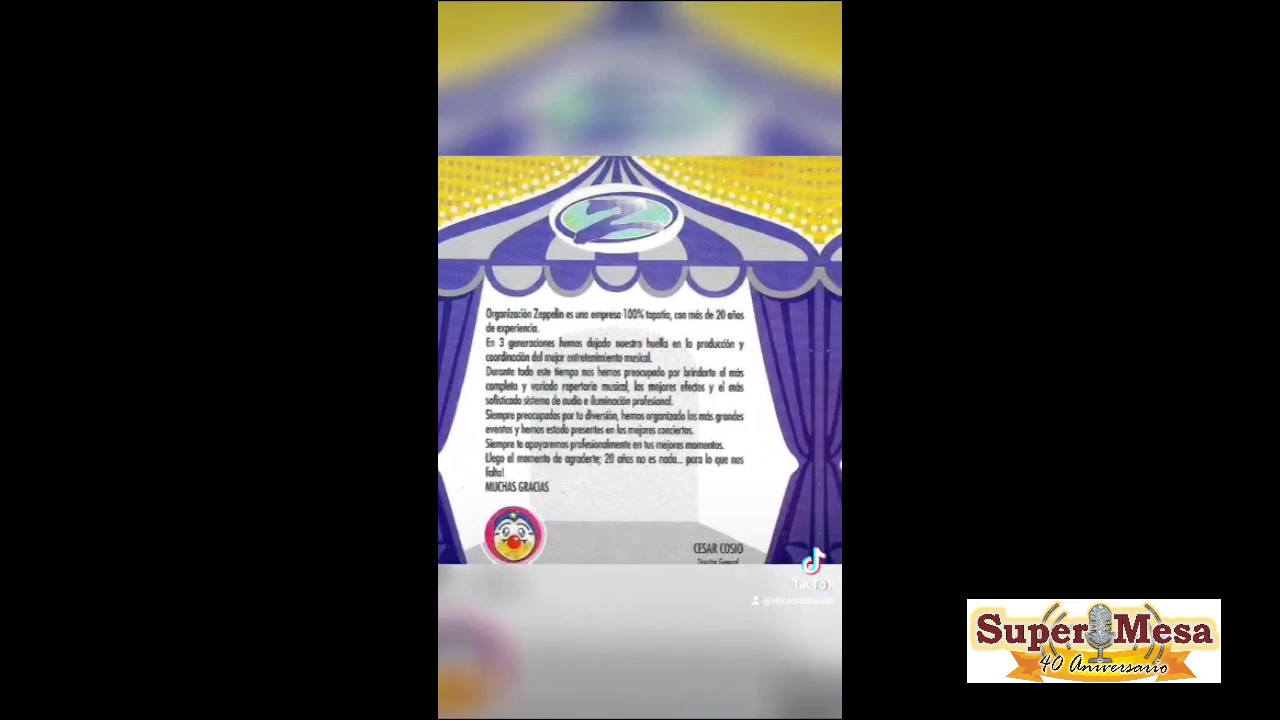 Z
Organización Zeppelin es una empresa 100% tapatía, con más de 20 años
de experiencia.
En 3 generaciones hemos dejado nuestra huella en la producción y
coordinación del mejor entretenimiento musical.
Durante todo este tiempo nos hemos preocupado por brindarte el más
completo y variado repertorio musical, los mejores efectos y el más
sofisticado sistema de audio e iluminación profesional.
Siempre preocupados por tu diversión, hemos organizado los más grandes
eventos y hemos estado presentes en los mejores conciertos.
Siempre te apoyaremos profesionalmente en tus mejores momentos.
Llego el momento de agraderte; 20 años no es nada... para lo que nos
falta!
MUCHAS GRACIAS
CESAR COSIO
Director General
TikTok
Super Mesa
40 Aniversario